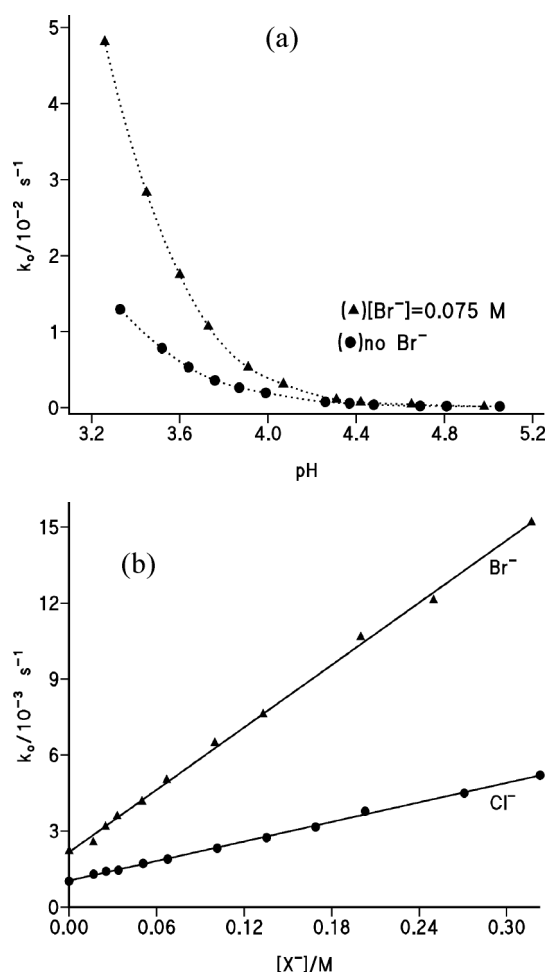 (a)
5
4
3
2
1
0
kₒ/10⁻² s⁻¹
(▲)[Br⁻]=0.075 M
(●)no Br⁻
3.2 3.6 4.0 4.4 4.8 5.2
pH
(b)
15
12
9
6
3
0
kₒ/10⁻³ s⁻¹
Br⁻
Cl⁻
0.00 0.06 0.12 0.18 0.24 0.30
[X⁻]/M